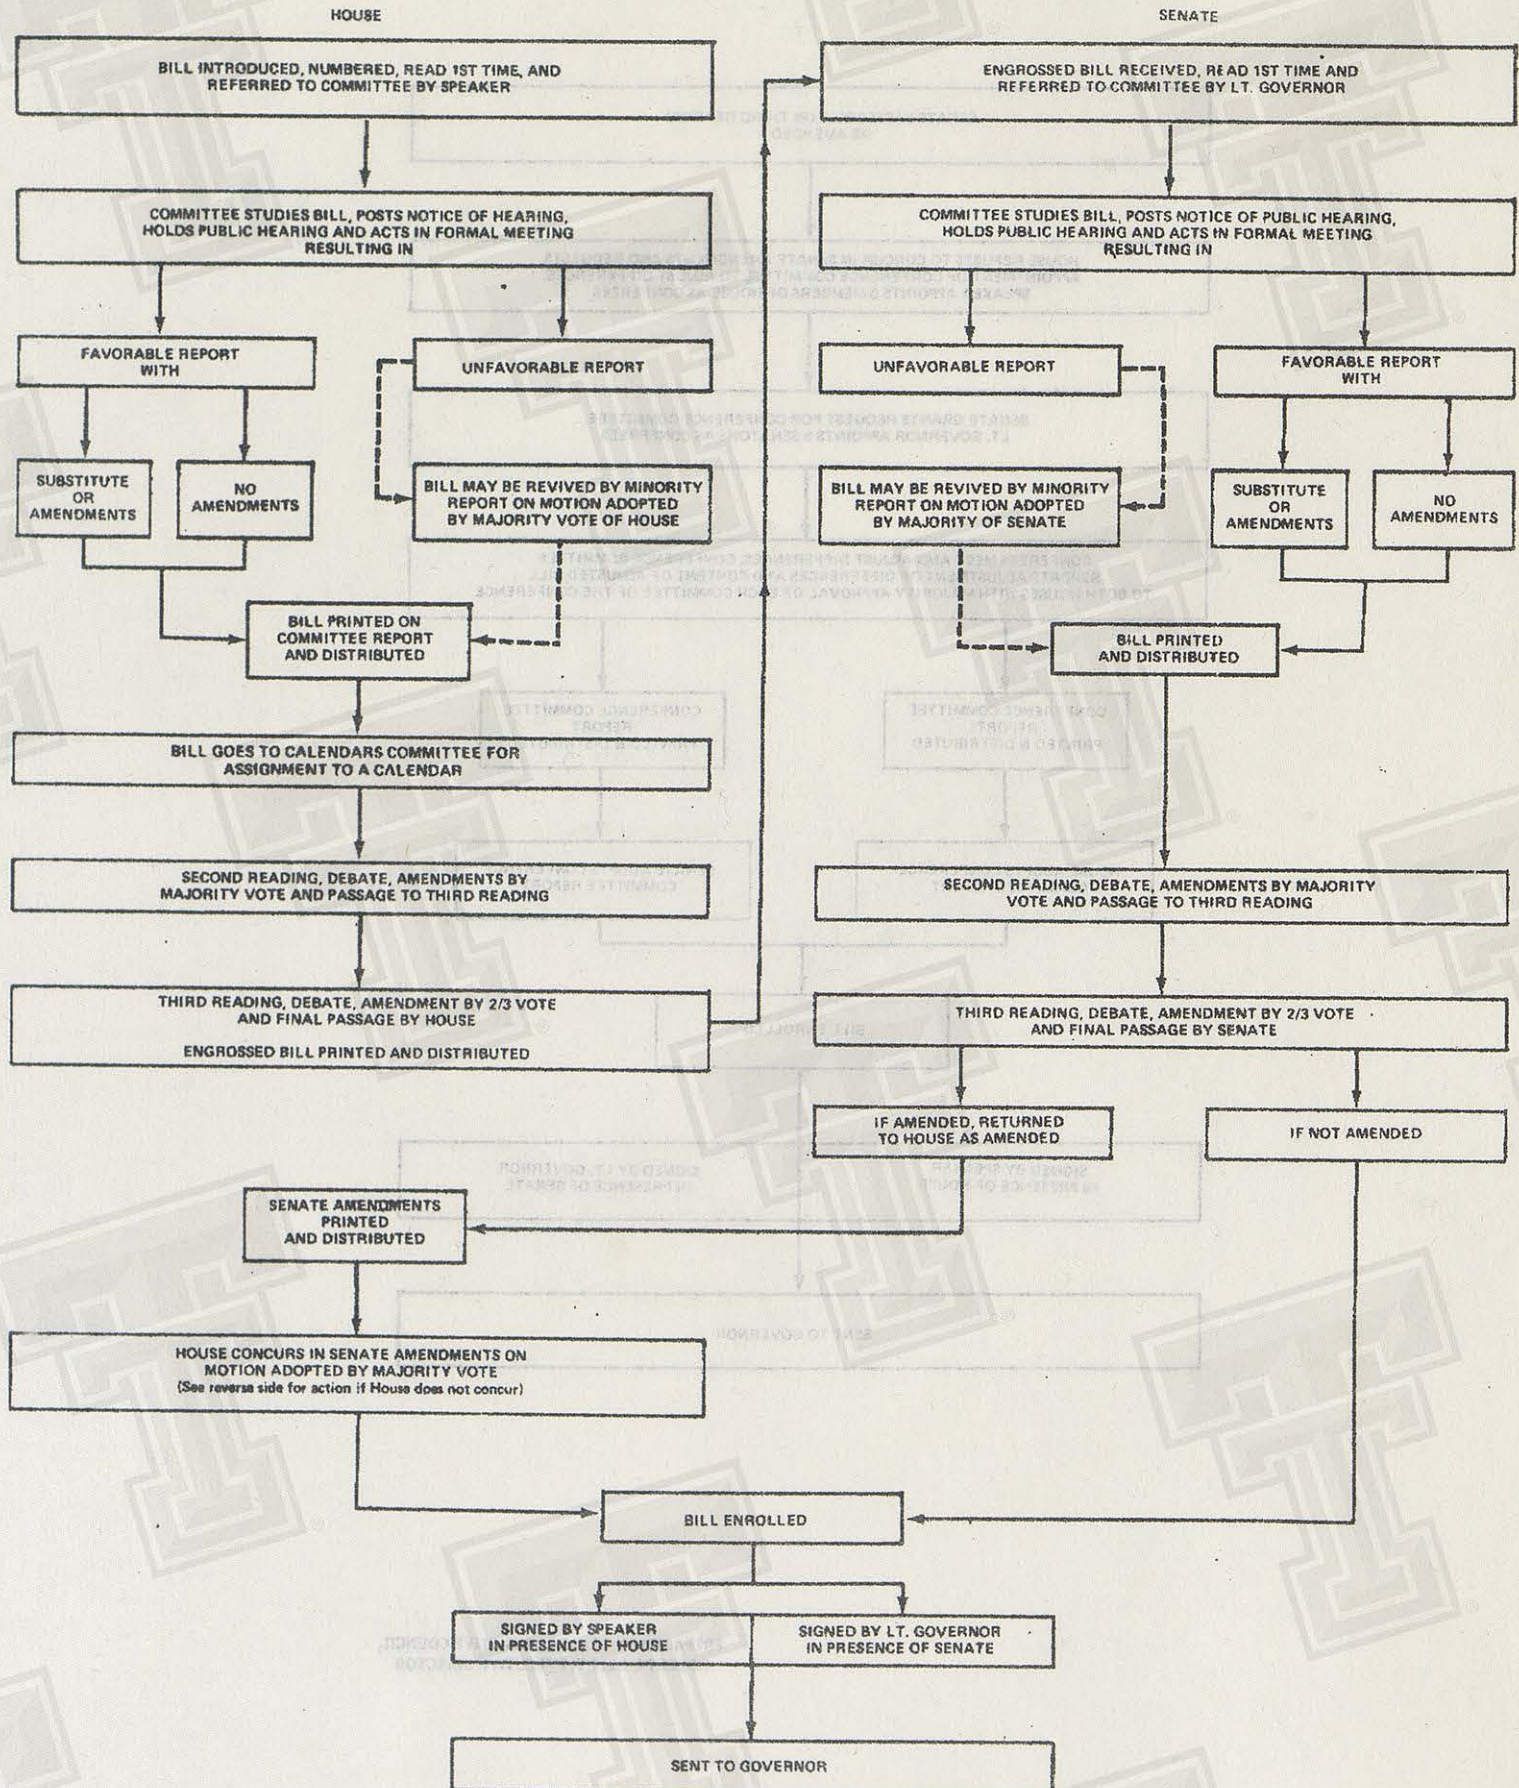 HOUSE
SENATE
BILL INTRODUCED, NUMBERED, READ 1ST TIME, AND
REFERRED TO COMMITTEE BY SPEAKER
ENGROSSED BILL RECEIVED, READ 1ST TIME AND
REFERRED TO COMMITTEE BY LT. GOVERNOR
COMMITTEE STUDIES BILL, POSTS NOTICE OF HEARING,
HOLDS PUBLIC HEARING AND ACTS IN FORMAL MEETING
RESULTING IN
COMMITTEE STUDIES BILL, POSTS NOTICE OF PUBLIC HEARING,
HOLDS PUBLIC HEARING AND ACTS IN FORMAL MEETING
RESULTING IN
FAVORABLE REPORT
WITH
UNFAVORABLE REPORT
UNFAVORABLE REPORT
FAVORABLE REPORT
WITH
SUBSTITUTE
OR
AMENDMENTS
NO
AMENDMENTS
BILL MAY BE REVIVED BY MINORITY
REPORT ON MOTION ADOPTED
BY MAJORITY VOTE OF HOUSE
BILL MAY BE REVIVED BY MINORITY
REPORT ON MOTION ADOPTED
BY MAJORITY OF SENATE
SUBSTITUTE
OR
AMENDMENTS
NO
AMENDMENTS
BILL PRINTED ON
COMMITTEE REPORT
AND DISTRIBUTED
BILL PRINTED
AND DISTRIBUTED
BILL GOES TO CALENDARS COMMITTEE FOR
ASSIGNMENT TO A CALENDAR
SECOND READING, DEBATE, AMENDMENTS BY
MAJORITY VOTE AND PASSAGE TO THIRD READING
SECOND READING, DEBATE, AMENDMENTS BY MAJORITY
VOTE AND PASSAGE TO THIRD READING
THIRD READING, DEBATE, AMENDMENT BY 2/3 VOTE
AND FINAL PASSAGE BY HOUSE
ENGROSSED BILL PRINTED AND DISTRIBUTED
THIRD READING, DEBATE, AMENDMENT BY 2/3 VOTE
AND FINAL PASSAGE BY SENATE
IF AMENDED, RETURNED
TO HOUSE AS AMENDED
IF NOT AMENDED
SENATE AMENDMENTS
PRINTED
AND DISTRIBUTED
HOUSE CONCURS IN SENATE AMENDMENTS ON
MOTION ADOPTED BY MAJORITY VOTE
(See reverse side for action if House does not concur)
BILL ENROLLED
SIGNED BY SPEAKER
IN PRESENCE OF HOUSE
SIGNED BY LT. GOVERNOR
IN PRESENCE OF SENATE
SENT TO GOVERNOR